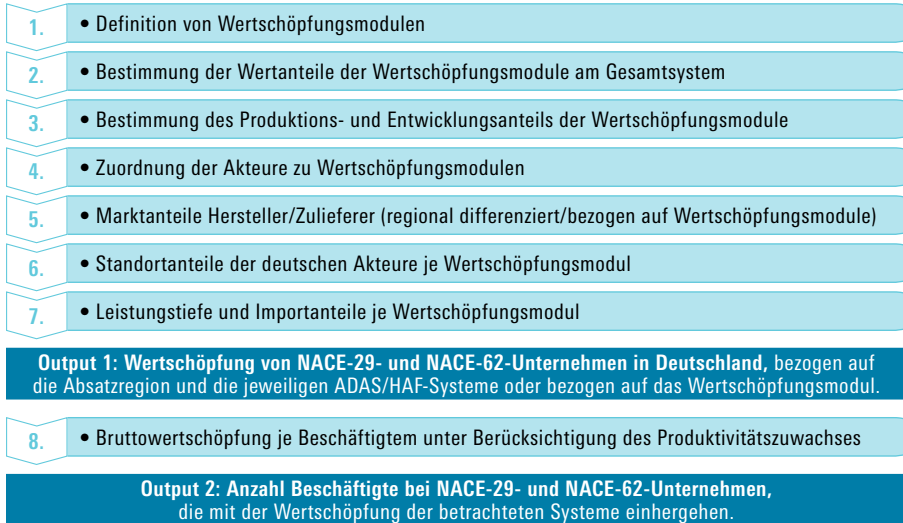 1. • Definition von Wertschöpfungsmodulen
2. • Bestimmung der Wertanteile der Wertschöpfungsmodule am Gesamtsystem
3. • Bestimmung des Produktions- und Entwicklungsanteils der Wertschöpfungsmodule
4. • Zuordnung der Akteure zu Wertschöpfungsmodulen
5. • Marktanteile Hersteller/Zulieferer (regional differenziert/bezogen auf Wertschöpfungsmodule)
6. • Standortanteile der deutschen Akteure je Wertschöpfungsmodul
7. • Leistungstiefe und Importanteile je Wertschöpfungsmodul
Output 1: Wertschöpfung von NACE-29- und NACE-62-Unternehmen in Deutschland, bezogen auf
die Absatzregion und die jeweiligen ADAS/HAF-Systeme oder bezogen auf das Wertschöpfungsmodul.
8. • Bruttowertschöpfung je Beschäftigtem unter Berücksichtigung des Produktivitätszuwachses
Output 2: Anzahl Beschäftigte bei NACE-29- und NACE-62-Unternehmen,
die mit der Wertschöpfung der betrachteten Systeme einhergehen.